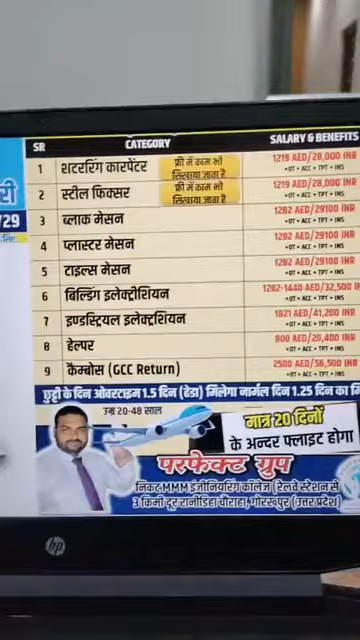 SR CATEGORY SALARY & BENEFITS
1 शटररिंग कारपेंटर फ्री में काम भी सिखाया जाता है 1219 AED/28,000 INR
+OT + ACC + TPT + INS
2 स्टील फिक्सर फ्री में काम भी सिखाया जाता है 1219 AED/28,000 INR
+OT + ACC + TPT + INS
री
3 ब्लाक मेसन 1282 AED/29100 INR
+OT + ACC + TPT + INS
/29
4 प्लास्टर मेसन 1282 AED/29100 INR
+OT + ACC + TPT + INS
5 टाइल्स मेसन 1282 AED/29100 INR
+OT + ACC + TPT + INS
6 बिल्डिंग इलेक्ट्रीशियन 1282-1440 AED/32,500 I
+OT + ACC + TPT + INS
7 इण्डस्ट्रियल इलेक्ट्रशियन 1821 AED/41,200 INR
+OT + ACC + TPT + INS
8 हेल्पर 900 AED/20,400 INR
+OT + ACC + TPT + INS
9 कैम्बोस (GCC Return) 2500 AED/56,500 INR
+OT + ACC + TPT + INS
छुट्टी के दिन ओवरटाइम 1.5 दिन (डेढा) मिलेगा नार्मल दिन 1.25 दिन का
उम्र 20-48 साल
मात्र 20 दिनों
के अन्दर फ्लाइट होगा
परफेक्ट ग्रुप
निकट MMM इंजीनियरिंग कॉलेज (रेलवे स्टेशन से
3 किमी दूर रानीडिहा चौराहा, गोरखपुर (उत्तर प्रदेश)
hp